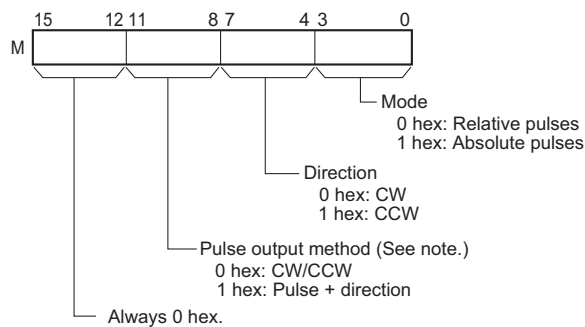 15 12 11 8 7 4 3 0
M
Mode
0 hex: Relative pulses
1 hex: Absolute pulses
Direction
0 hex: CW
1 hex: CCW
Pulse output method (See note.)
0 hex: CW/CCW
1 hex: Pulse + direction
Always 0 hex.